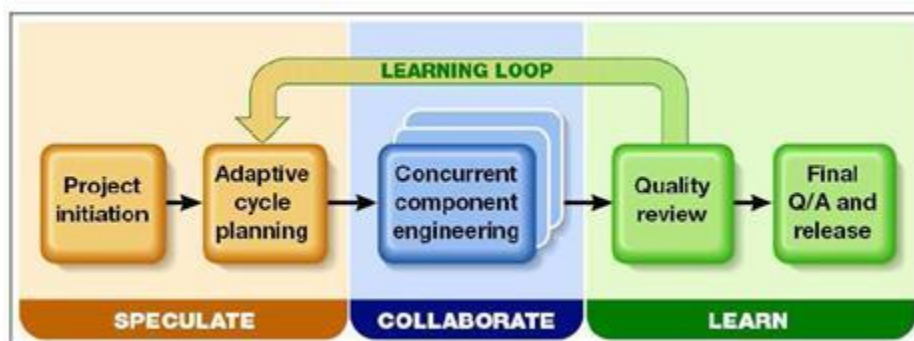 LEARNING LOOP
Project
initiation
Adaptive
cycle
planning
Concurrent
component
engineering
Quality
review
Final
Q/A and
release
SPECULATE
COLLABORATE
LEARN